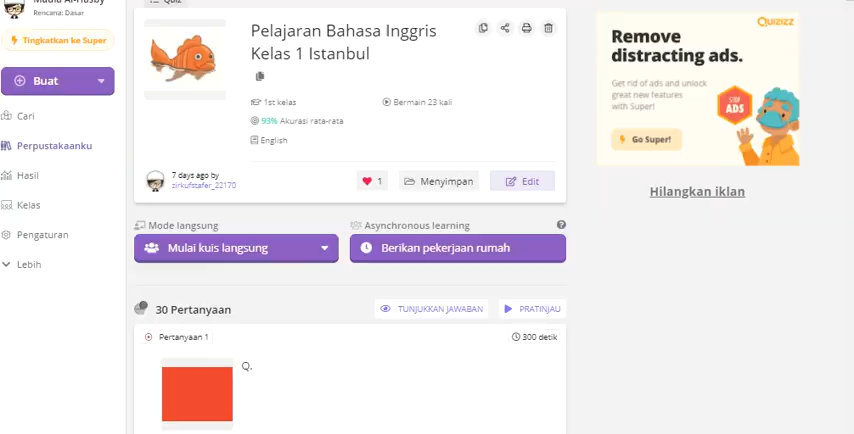 Rencana: Dasar
Tingkatkan ke Super
Buat
Cari
Perpustakaanku
Hasil
Kelas
Pengaturan
Lebih
Pelajaran Bahasa Inggris
Kelas 1 Istanbul
1st kelas
Bermain 23 kali
93% Akurasi rata-rata
English
7 days ago by
zirkufstafer_22170
1
Menyimpan
Edit
Mode langsung
Mulai kuis langsung
Asynchronous learning
Berikan pekerjaan rumah
30 Pertanyaan
TUNJUKKAN JAWABAN
PRATINJAU
Pertanyaan 1
300 detik
Q.
QUIZIZZ
Remove
distracting ads.
Get rid of ads and unlock
great new features
with Super!
STOP
ADS
Go Super!
Hilangkan iklan